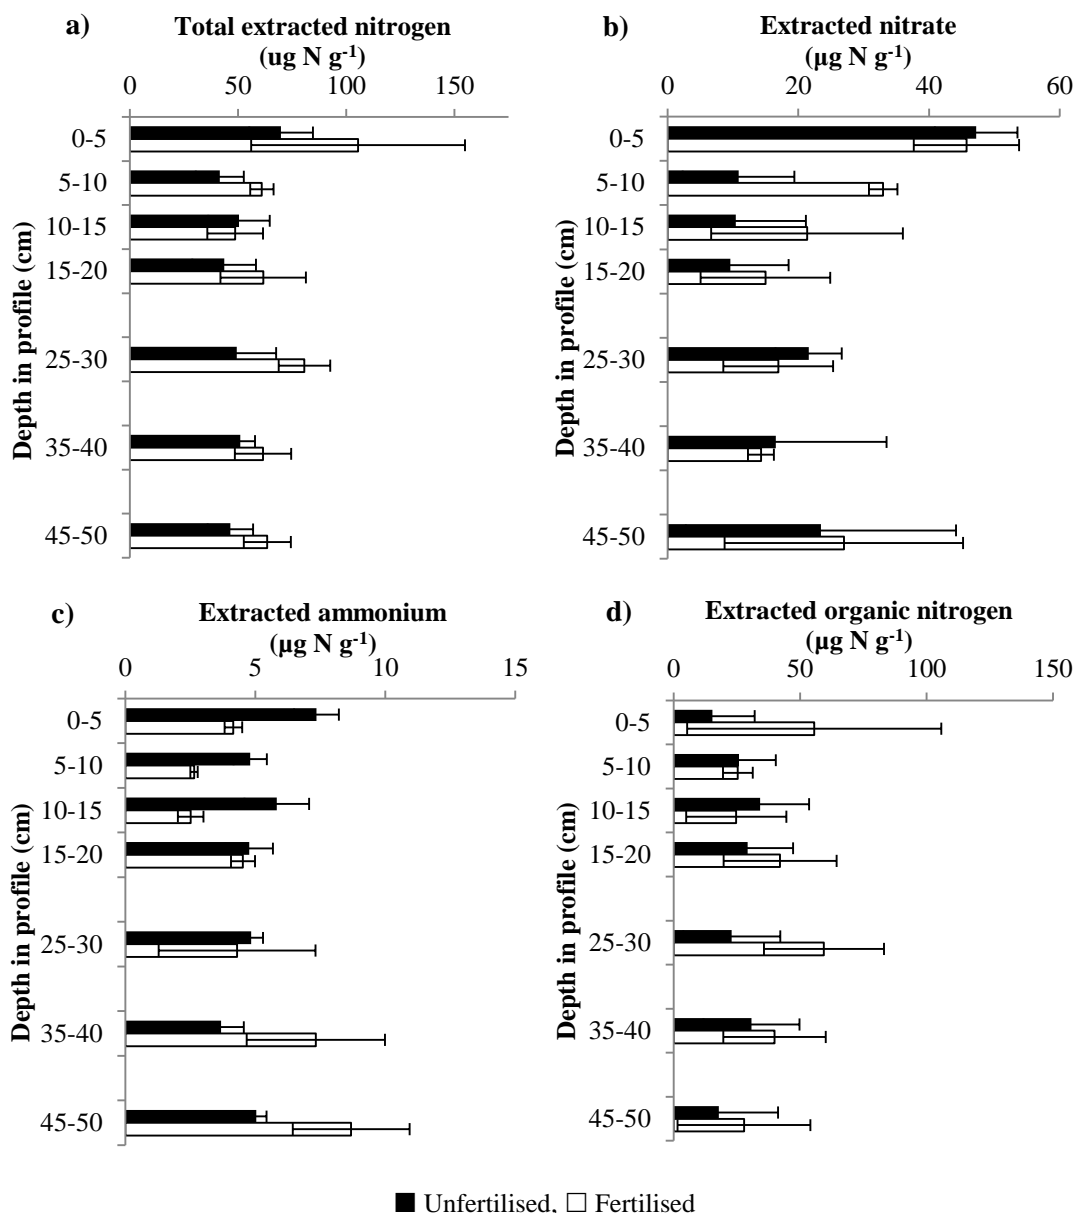 a)
Total extracted nitrogen
(ug N g-1)
0 50 100 150
Depth in profile (cm)
0-5
5-10
10-15
15-20
25-30
35-40
45-50
b)
Extracted nitrate
(µg N g-1)
0 20 40 60
Depth in profile (cm)
0-5
5-10
10-15
15-20
25-30
35-40
45-50
c)
Extracted ammonium
(µg N g-1)
0 5 10 15
Depth in profile (cm)
0-5
5-10
10-15
15-20
25-30
35-40
45-50
d)
Extracted organic nitrogen
(µg N g-1)
0 50 100 150
Depth in profile (cm)
0-5
5-10
10-15
15-20
25-30
35-40
45-50
Unfertilised, Fertilised